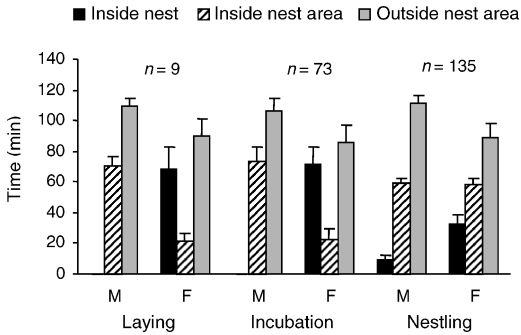 Inside nest Inside nest area Outside nest area
140
120
100
80
60
40
20
0
Time (min)
n = 9 n = 73 n = 135
M F M F M F
Laying Incubation Nestling